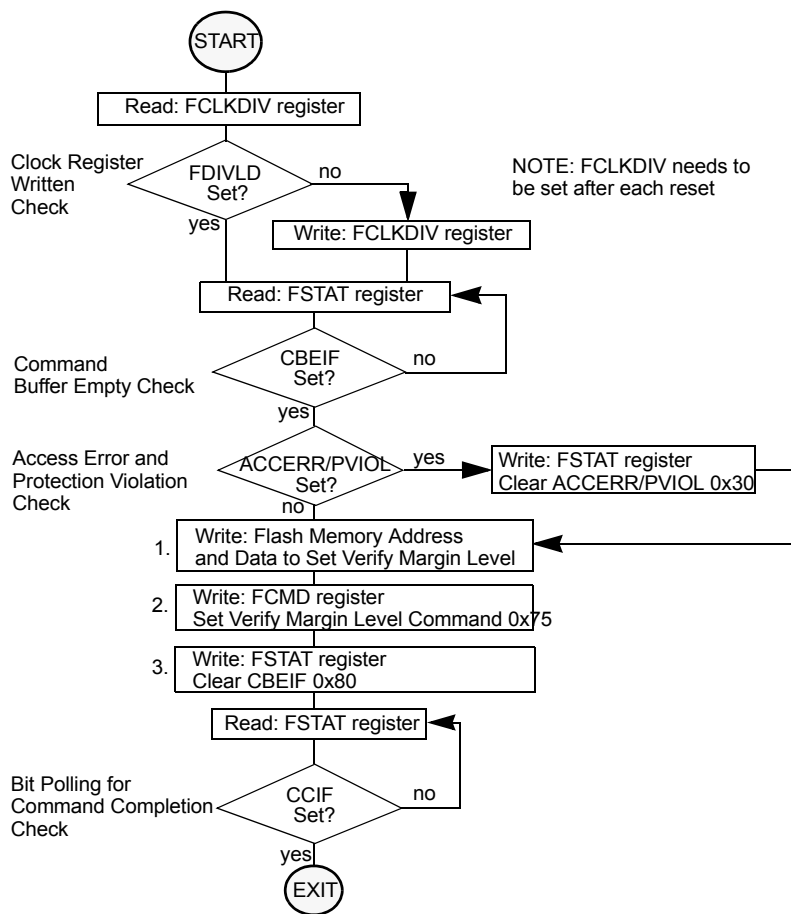 START
Read: FCLKDIV register
Clock Register
Written
Check
FDIVLD
Set?
no
yes
NOTE: FCLKDIV needs to
be set after each reset
Write: FCLKDIV register
Read: FSTAT register
Command
Buffer Empty Check
CBEIF
Set?
no
yes
Access Error and
Protection Violation
Check
ACCERR/PVIOL
Set?
yes
no
Write: FSTAT register
Clear ACCERR/PVIOL 0x30
1.
Write: Flash Memory Address
and Data to Set Verify Margin Level
2.
Write: FCMD register
Set Verify Margin Level Command 0x75
3.
Write: FSTAT register
Clear CBEIF 0x80
Read: FSTAT register
Bit Polling for
Command Completion
Check
CCIF
Set?
no
yes
EXIT